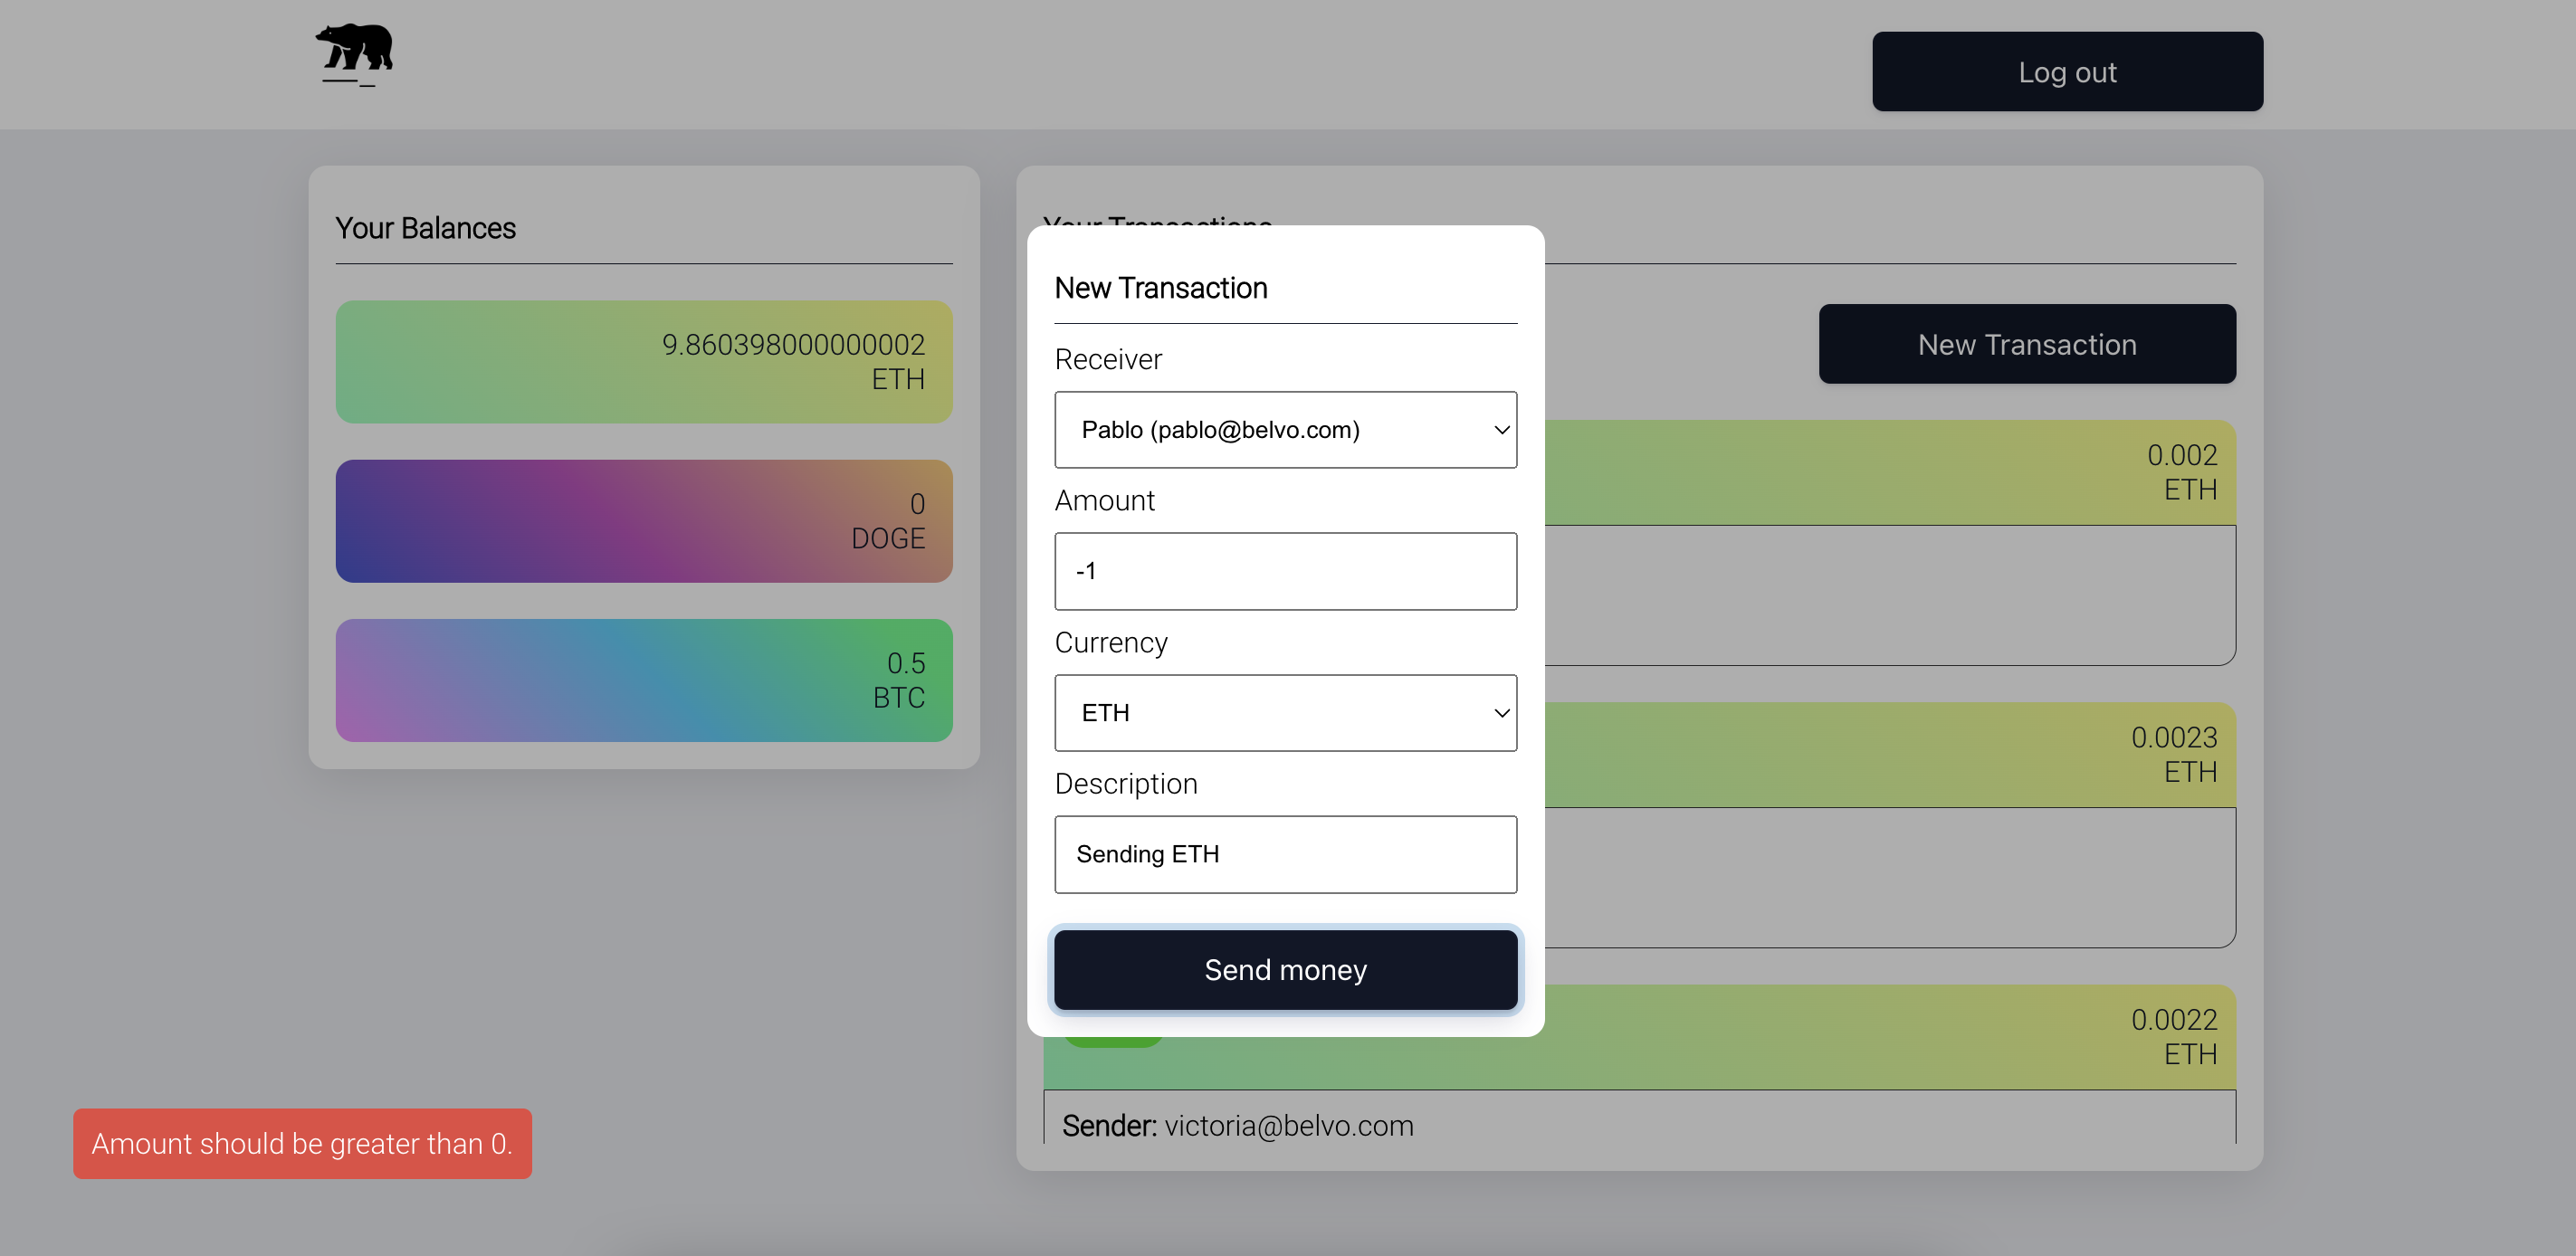 Log out
Your Balances
9.860398000000002
ETH
0
DOGE
0.5
BTC
Your Transactions
New Transaction
0.002
ETH
0.0023
ETH
0.0022
ETH
Sender: victoria@belvo.com
New Transaction
Receiver
Pablo (pablo@belvo.com)
Amount
-1
Currency
ETH
Description
Sending ETH
Send money
Amount should be greater than 0.